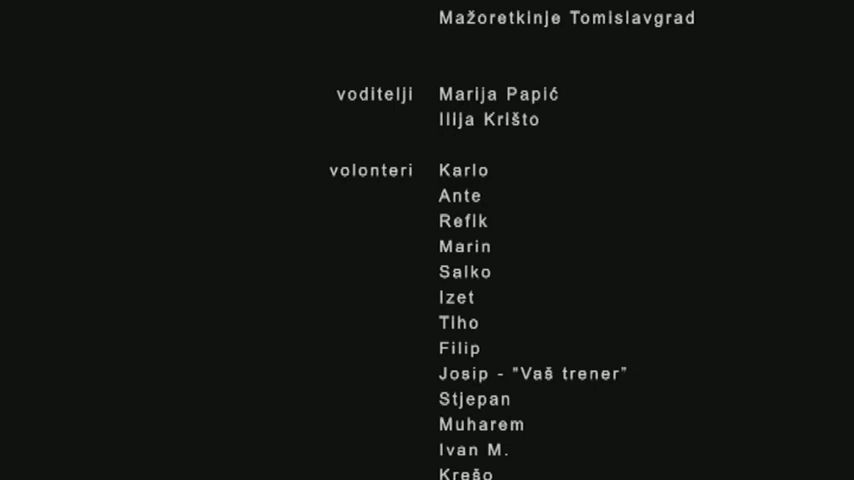 Mažoretkinje Tomislavgrad
voditelji Marija Papić
Ilija Krišto
volonteri Karlo
Ante
Refik
Marin
Salko
Izet
Tiho
Filip
Josip - "Vaš trener"
Stjepan
Muharem
Ivan M.
Krešo